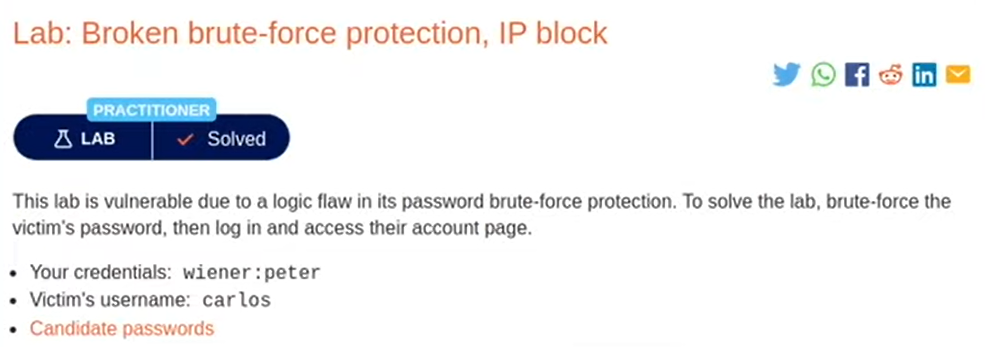 Lab: Broken brute-force protection, IP block
PRACTITIONER
LAB Solved
This lab is vulnerable due to a logic flaw in its password brute-force protection. To solve the lab, brute-force the
victim's password, then log in and access their account page.
• Your credentials: wiener:peter
• Victim's username: carlos
• Candidate passwords